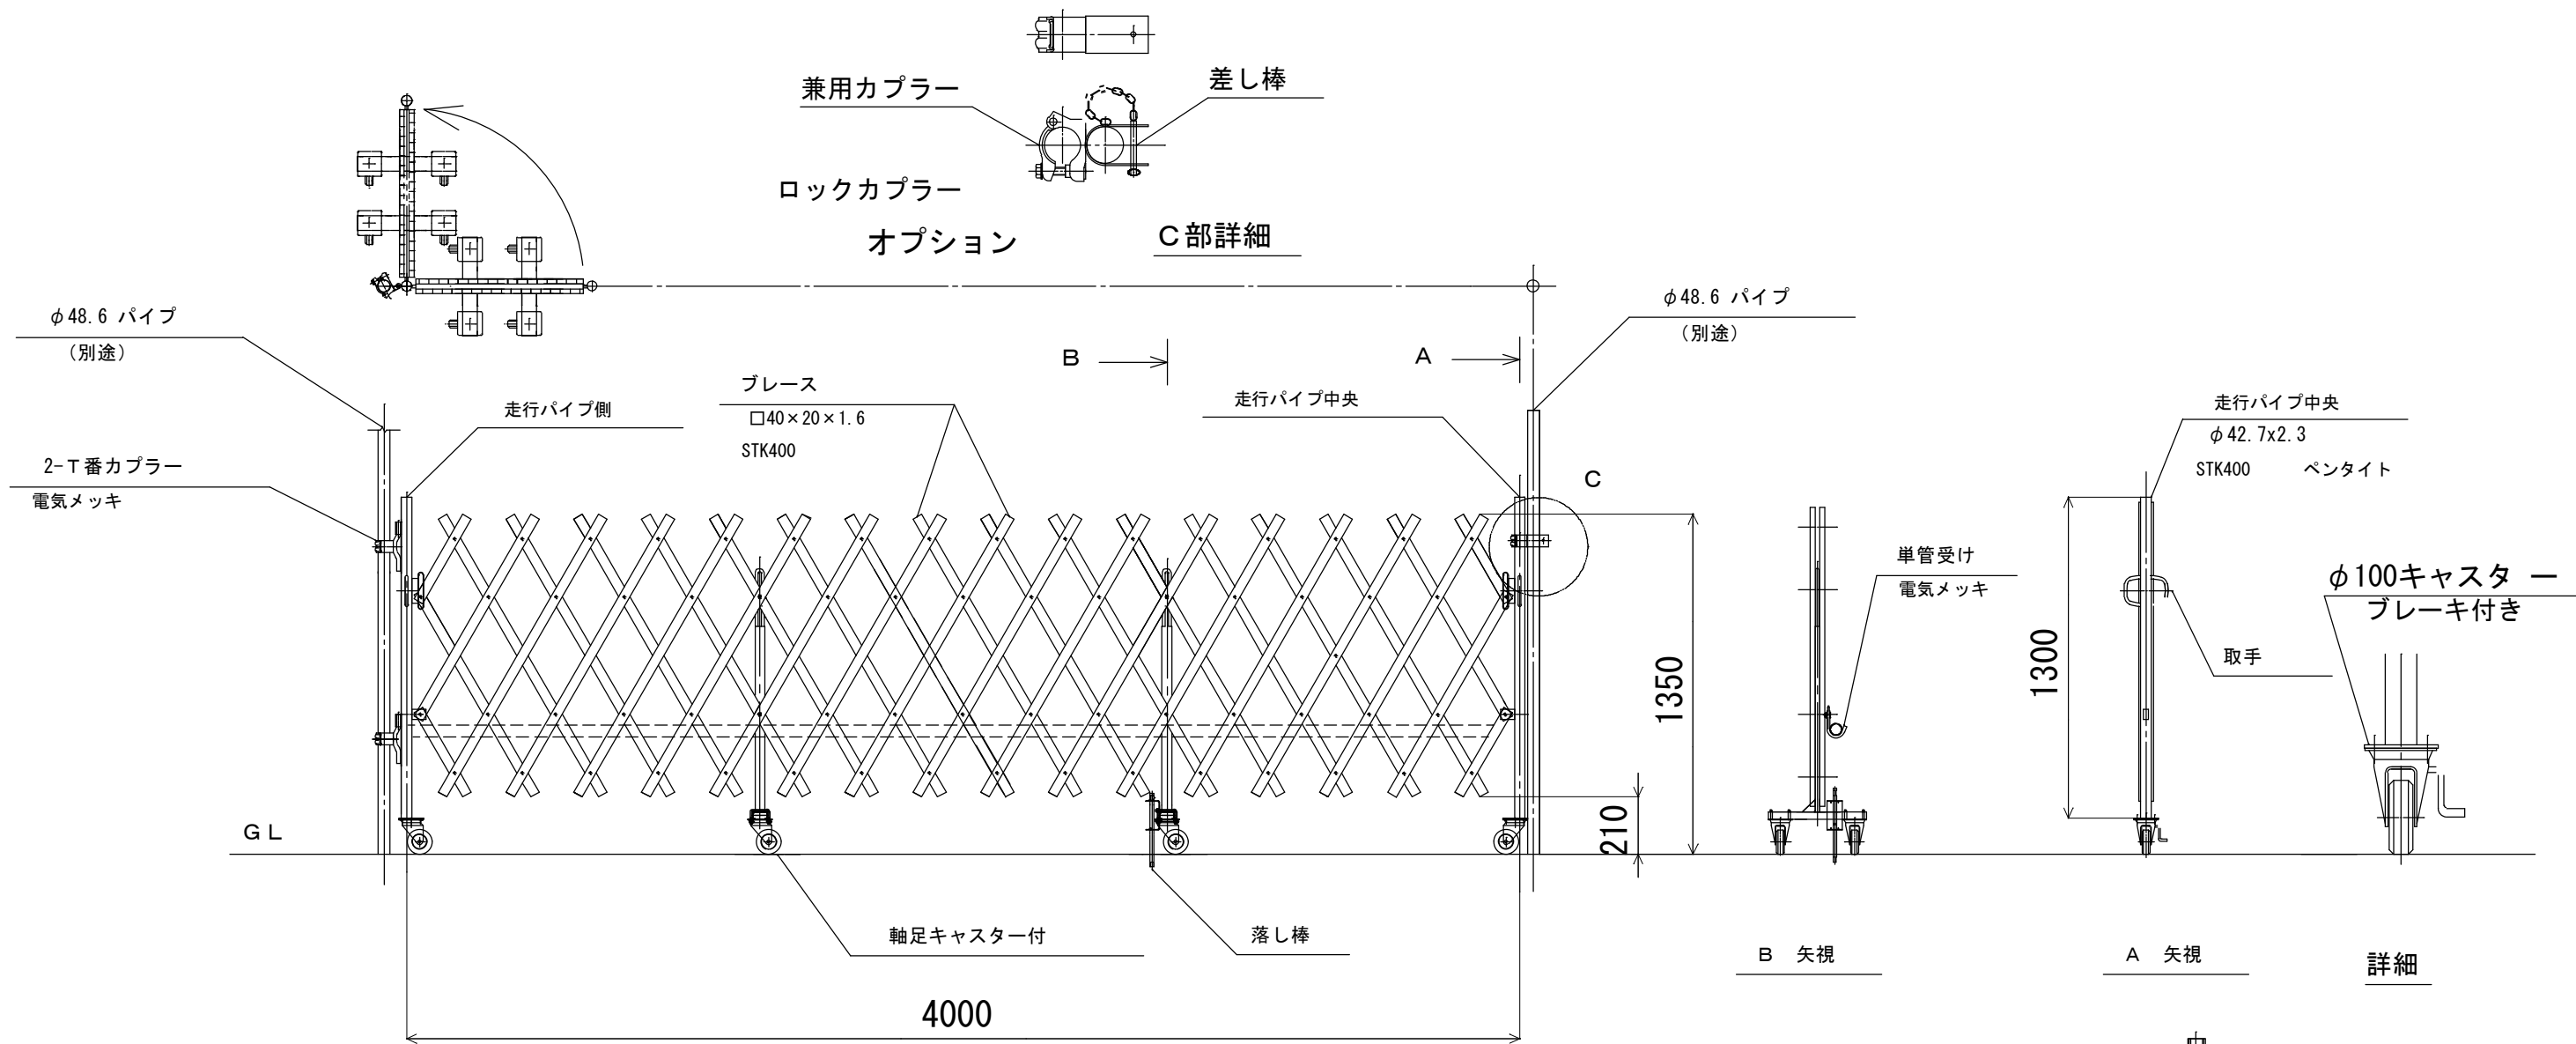 兼用カプラー
差し棒
ロックカプラー
オプション
C部詳細
φ48.6 パイプ
(別途)
φ48.6 パイプ
(別途)
B
A
ブレース
□40×20×1.6
STK400
走行パイプ側
走行パイプ中央
走行パイプ中央
φ42.7x2.3
STK400 ペンタイト
2-T番カプラー
電気メッキ
C
単管受け
電気メッキ
φ100キャスター
ブレーキ付き
取手
1350
1300
210
GL
軸足キャスター付
落し棒
B 矢視
A 矢視
詳細
4000